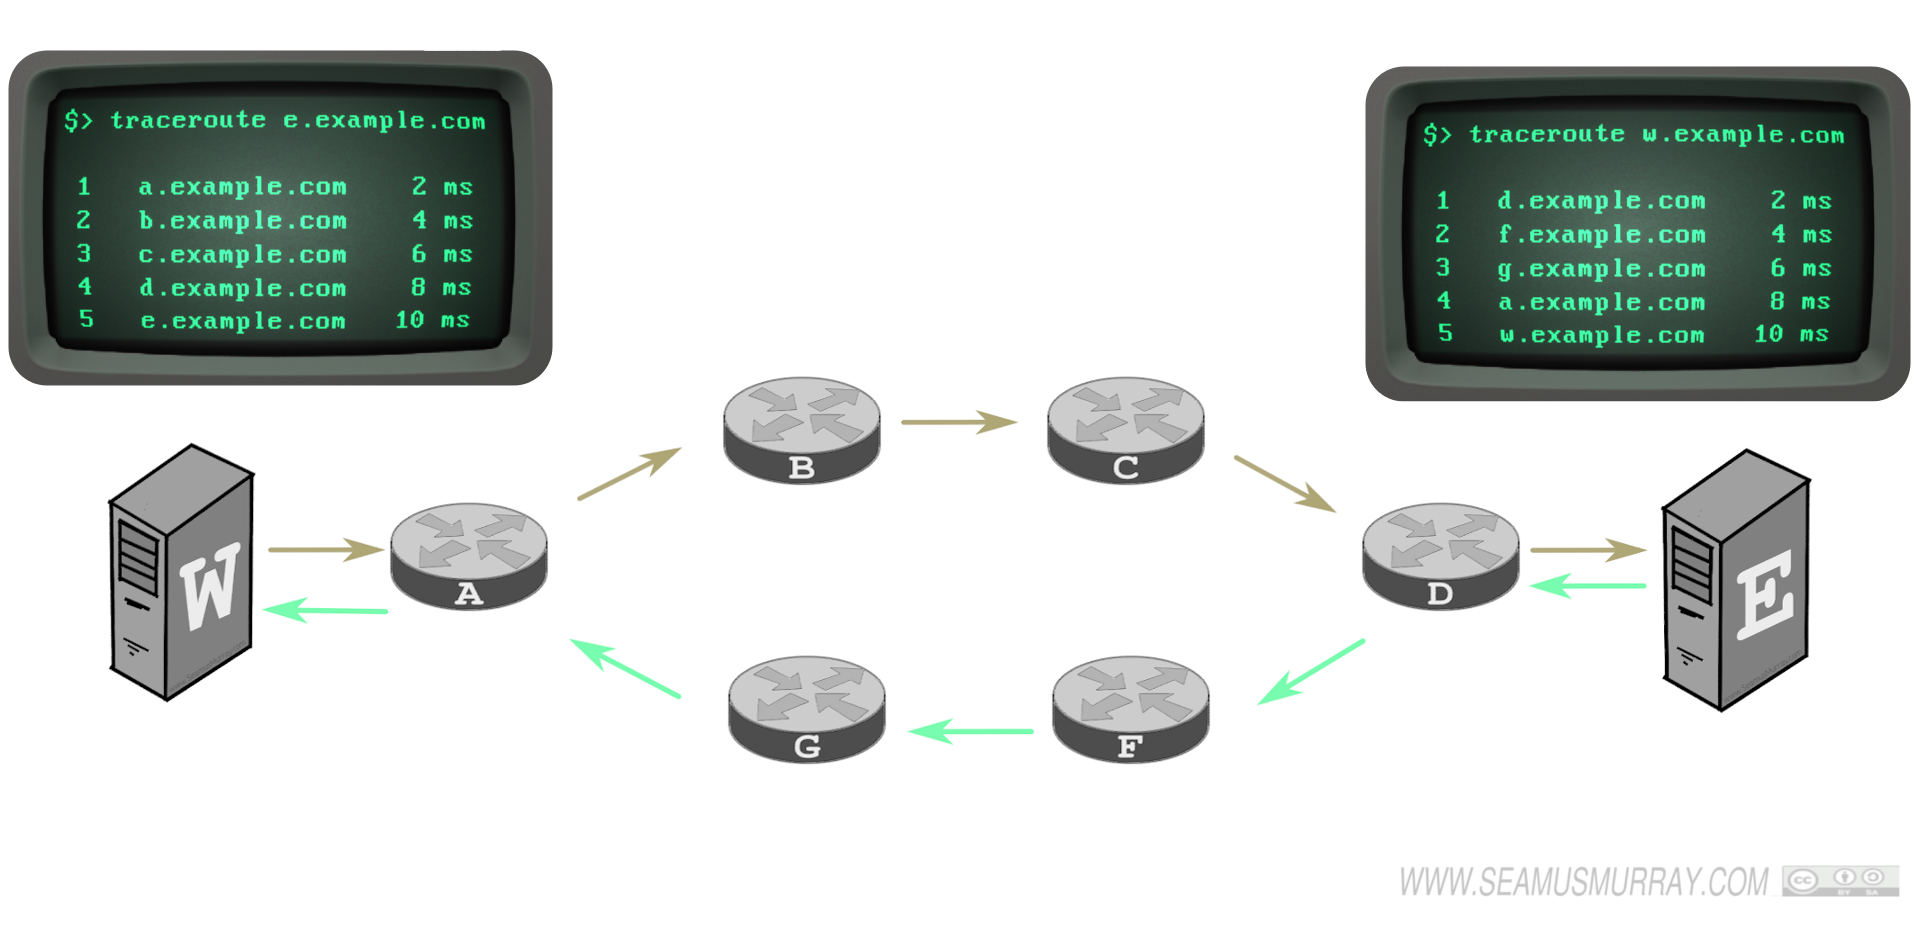 $> traceroute e.example.com
1 a.example.com 2 ms
2 b.example.com 4 ms
3 c.example.com 6 ms
4 d.example.com 8 ms
5 e.example.com 10 ms
$> traceroute w.example.com
1 d.example.com 2 ms
2 f.example.com 4 ms
3 g.example.com 6 ms
4 a.example.com 8 ms
5 w.example.com 10 ms
B
C
W
A
D
E
G
F
WWW.SEAMUSMURRAY.COM
cc
BY SA